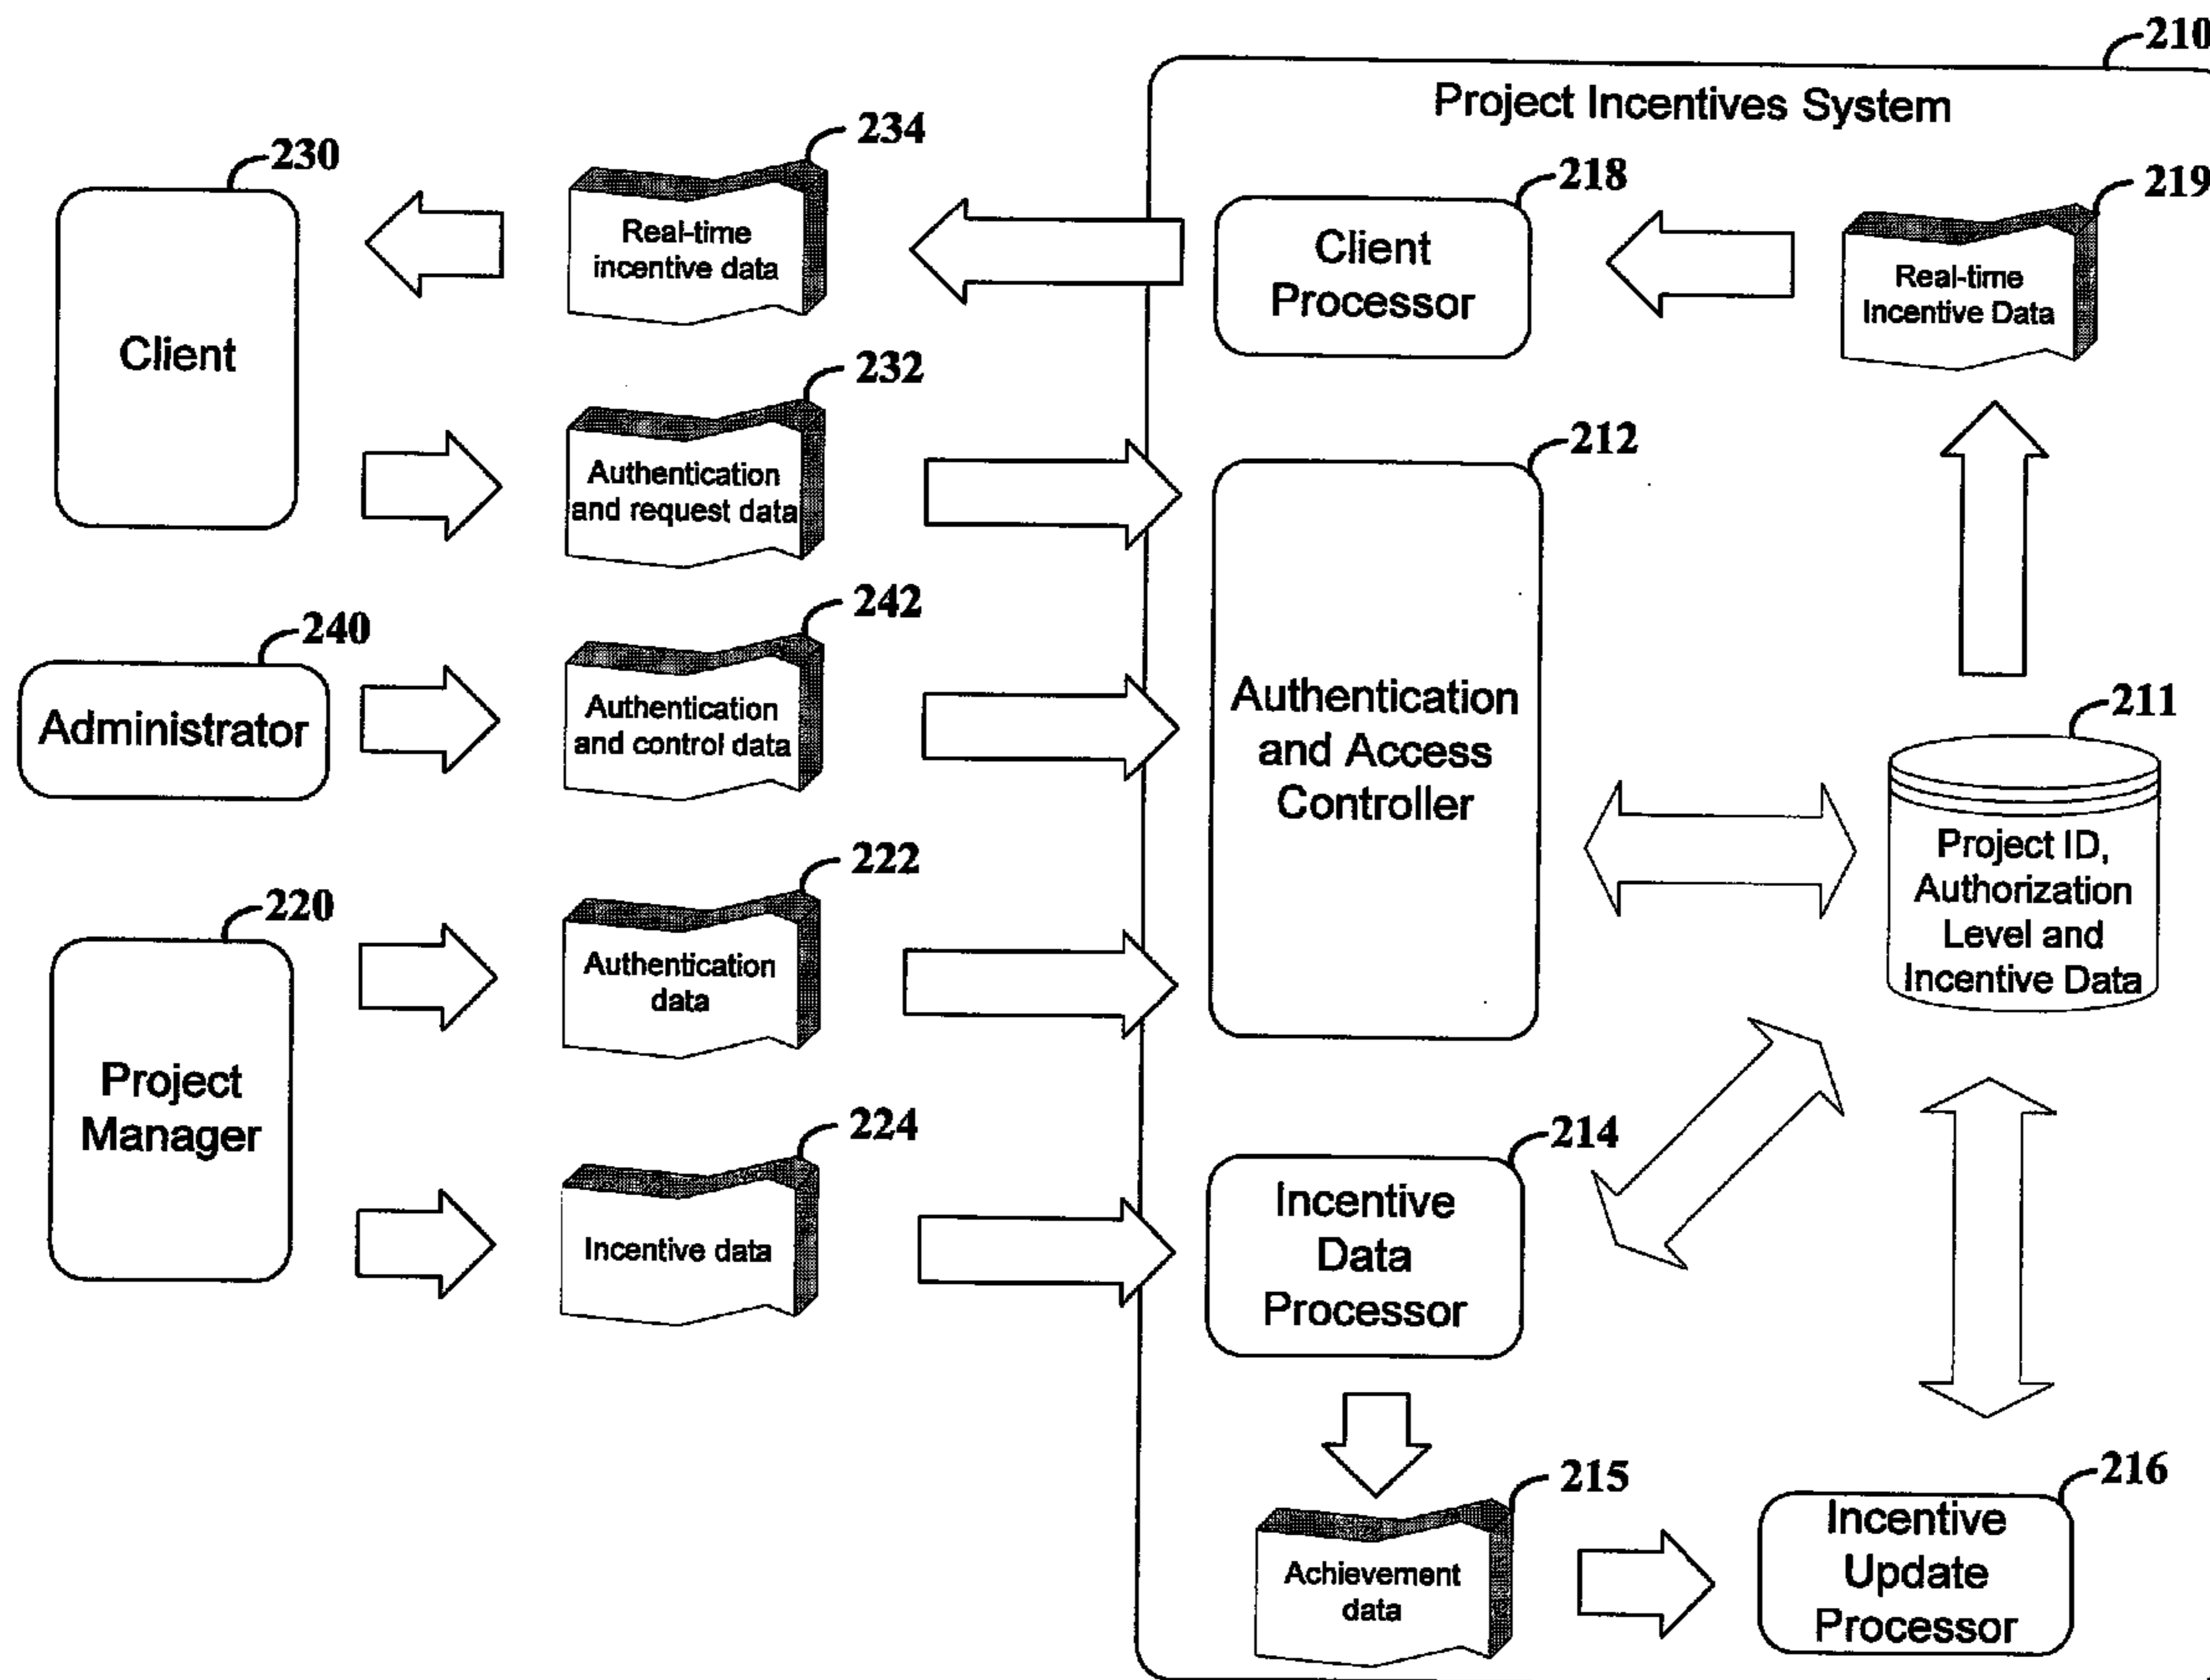 210
Project Incentives System
234
230
218
219
Real-time
incentive data
Client
Processor
Real-time
Incentive Data
Client
232
Authentication
and request data
212
242
240
Administrator
Authentication
and control data
Authentication
and Access
Controller
211
Project ID,
Authorization
Level and
Incentive Data
222
220
Authentication
data
Project
Manager
224
214
Incentive data
Incentive
Data
Processor
215
216
Achievement
data
Incentive
Update
Processor